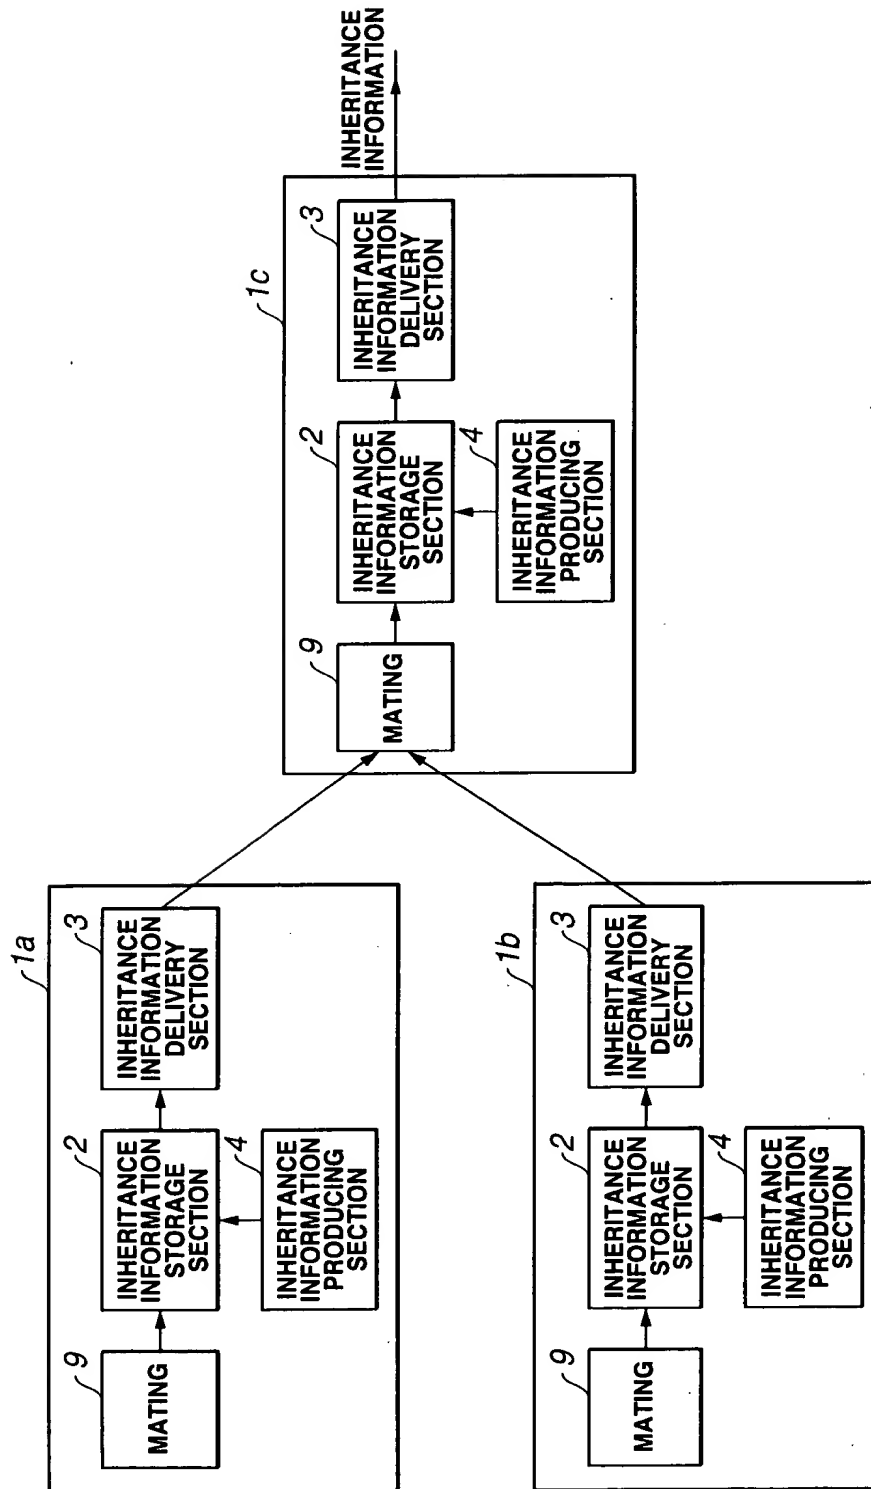 1a
9
MATING
2
INHERITANCE
INFORMATION
STORAGE
SECTION
3
INHERITANCE
INFORMATION
DELIVERY
SECTION
4
INHERITANCE
INFORMATION
PRODUCING
SECTION
1b
9
MATING
2
INHERITANCE
INFORMATION
STORAGE
SECTION
3
INHERITANCE
INFORMATION
DELIVERY
SECTION
4
INHERITANCE
INFORMATION
PRODUCING
SECTION
1c
9
MATING
2
INHERITANCE
INFORMATION
STORAGE
SECTION
3
INHERITANCE
INFORMATION
DELIVERY
SECTION
4
INHERITANCE
INFORMATION
PRODUCING
SECTION
INHERITANCE
INFORMATION